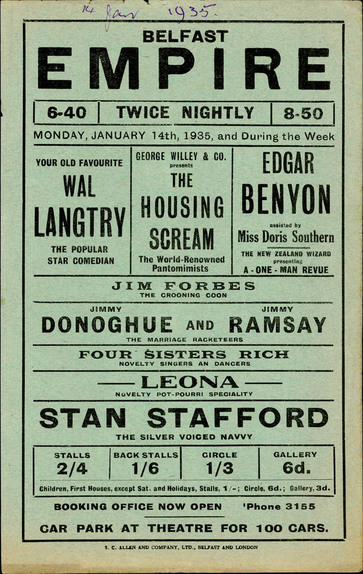 14 Jan 1935.
BELFAST
EMPIRE
6-40 TWICE NIGHTLY 8-50
MONDAY, JANUARY 14th, 1935, and During the Week
YOUR OLD FAVOURITE
WAL
LANGTRY
THE POPULAR
STAR COMEDIAN
GEORGE WILLEY & CO.
presents
THE
HOUSING
SCREAM
The World-Renowned
Pantomimists
EDGAR
BENYON
assisted by
Miss Doris Southern
THE NEW ZEALAND WIZARD
presenting
A - ONE - MAN REVUE
JIM FORBES
THE CROONING COON
JIMMY JIMMY
DONOGHUE AND RAMSAY
THE MARRIAGE RACKETEERS
FOUR SISTERS RICH
NOVELTY SINGERS AN DANCERS
LEONA
NOVELTY POT-POURRI SPECIALITY
STAN STAFFORD
THE SILVER VOICED NAVVY
STALLS
2/4
BACK STALLS
1/6
CIRCLE
1/3
GALLERY
6d.
Children, First Houses, except Sat. and Holidays, Stalls, 1/-; Circle, 6d.; Gallery, 3d.
BOOKING OFFICE NOW OPEN 'Phone 3155
CAR PARK AT THEATRE FOR 100 CARS.
S. C. ALLEN AND COMPANY, LTD., BELFAST AND LONDON